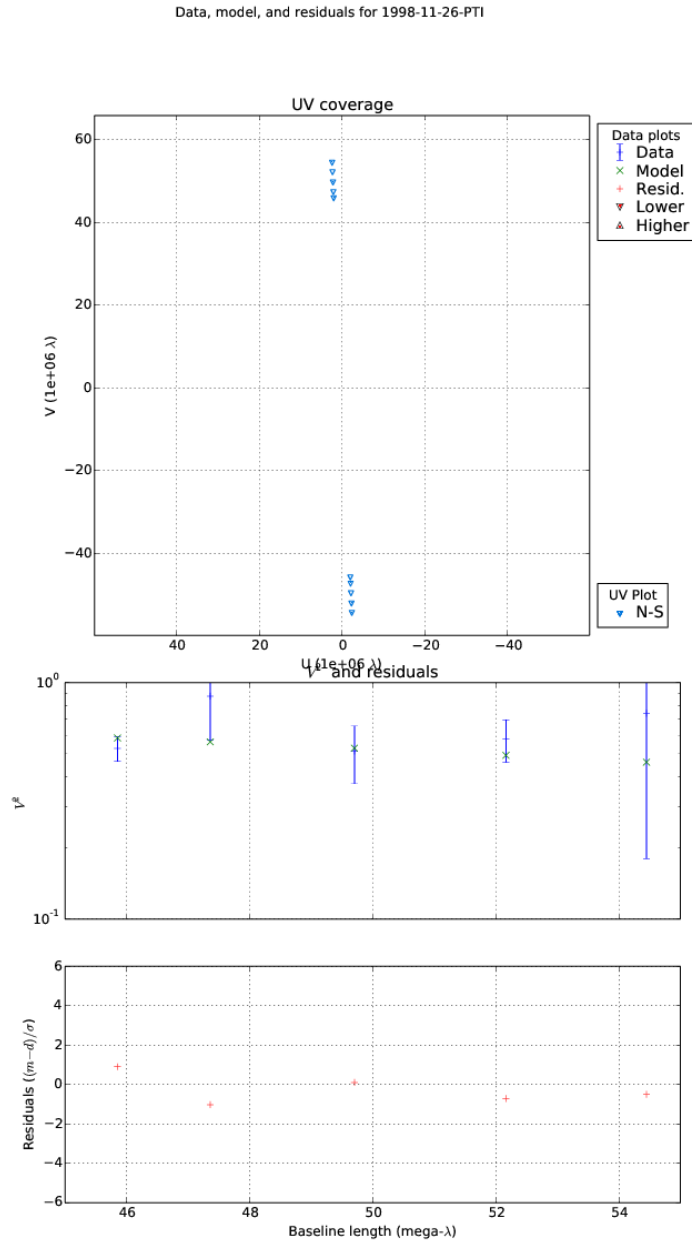 Data, model, and residuals for 1998-11-26-PTI
UV coverage
60
40
20
0
−20
−40
V (1e+06 λ)
40 20 0 −20 −40
U (1e+06 λ)
Data plots
Data
Model
Resid.
Lower
Higher
UV Plot
N-S
V² and residuals
10⁰
10⁻¹
V²
6
4
2
0
−2
−4
−6
Residuals ((m−d)/σ)
46 48 50 52 54
Baseline length (mega-λ)